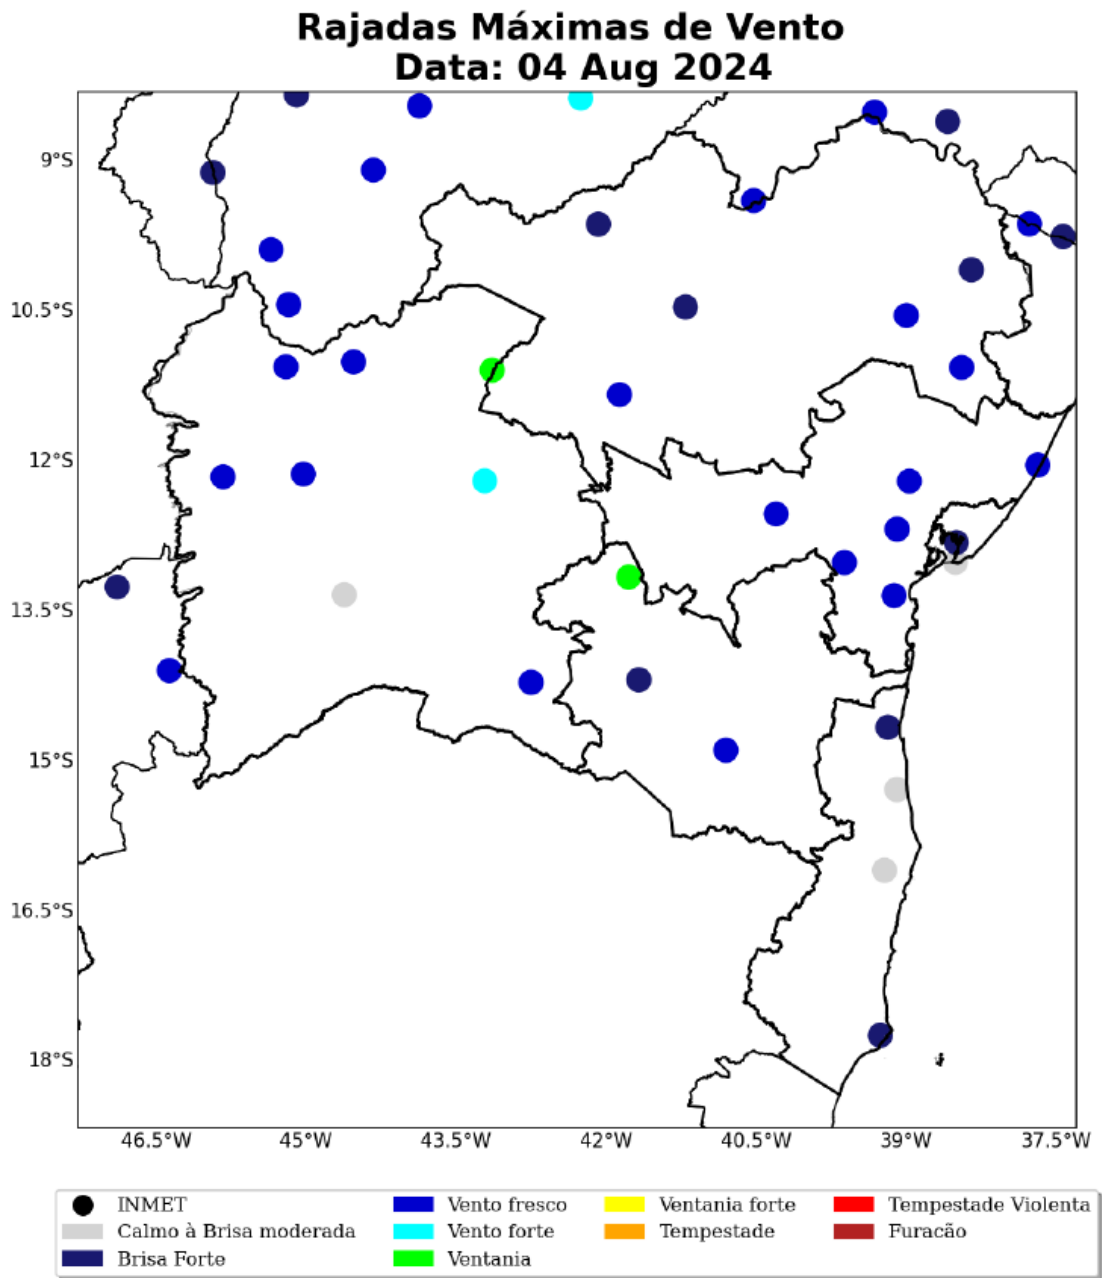 Rajadas Máximas de Vento
Data: 04 Aug 2024
9°S
10.5°S
12°S
13.5°S
15°S
16.5°S
18°S
46.5°W 45°W 43.5°W 42°W 40.5°W 39°W 37.5°W
INMET Vento fresco Ventania forte Tempestade Violenta
Calmo à Brisa moderada Vento forte Tempestade Furacão
Brisa Forte Ventania